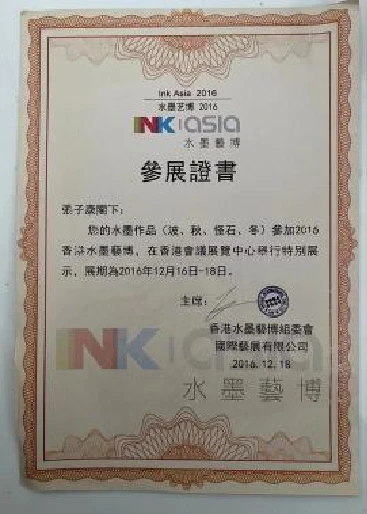 Ink Asia 2016
水墨艺博 2016
INK asia
水墨藝博
參展證書
張子康閣下：
您的水墨作品（波、秋、怪石、冬）參加2016
香港水墨藝博，在香港會議展覽中心舉行特別展
示，展期為2016年12月16日-18日。
主席：
香港水墨藝博組委會
國際藝展有限公司
2016.12.18
INK asia
水墨藝博